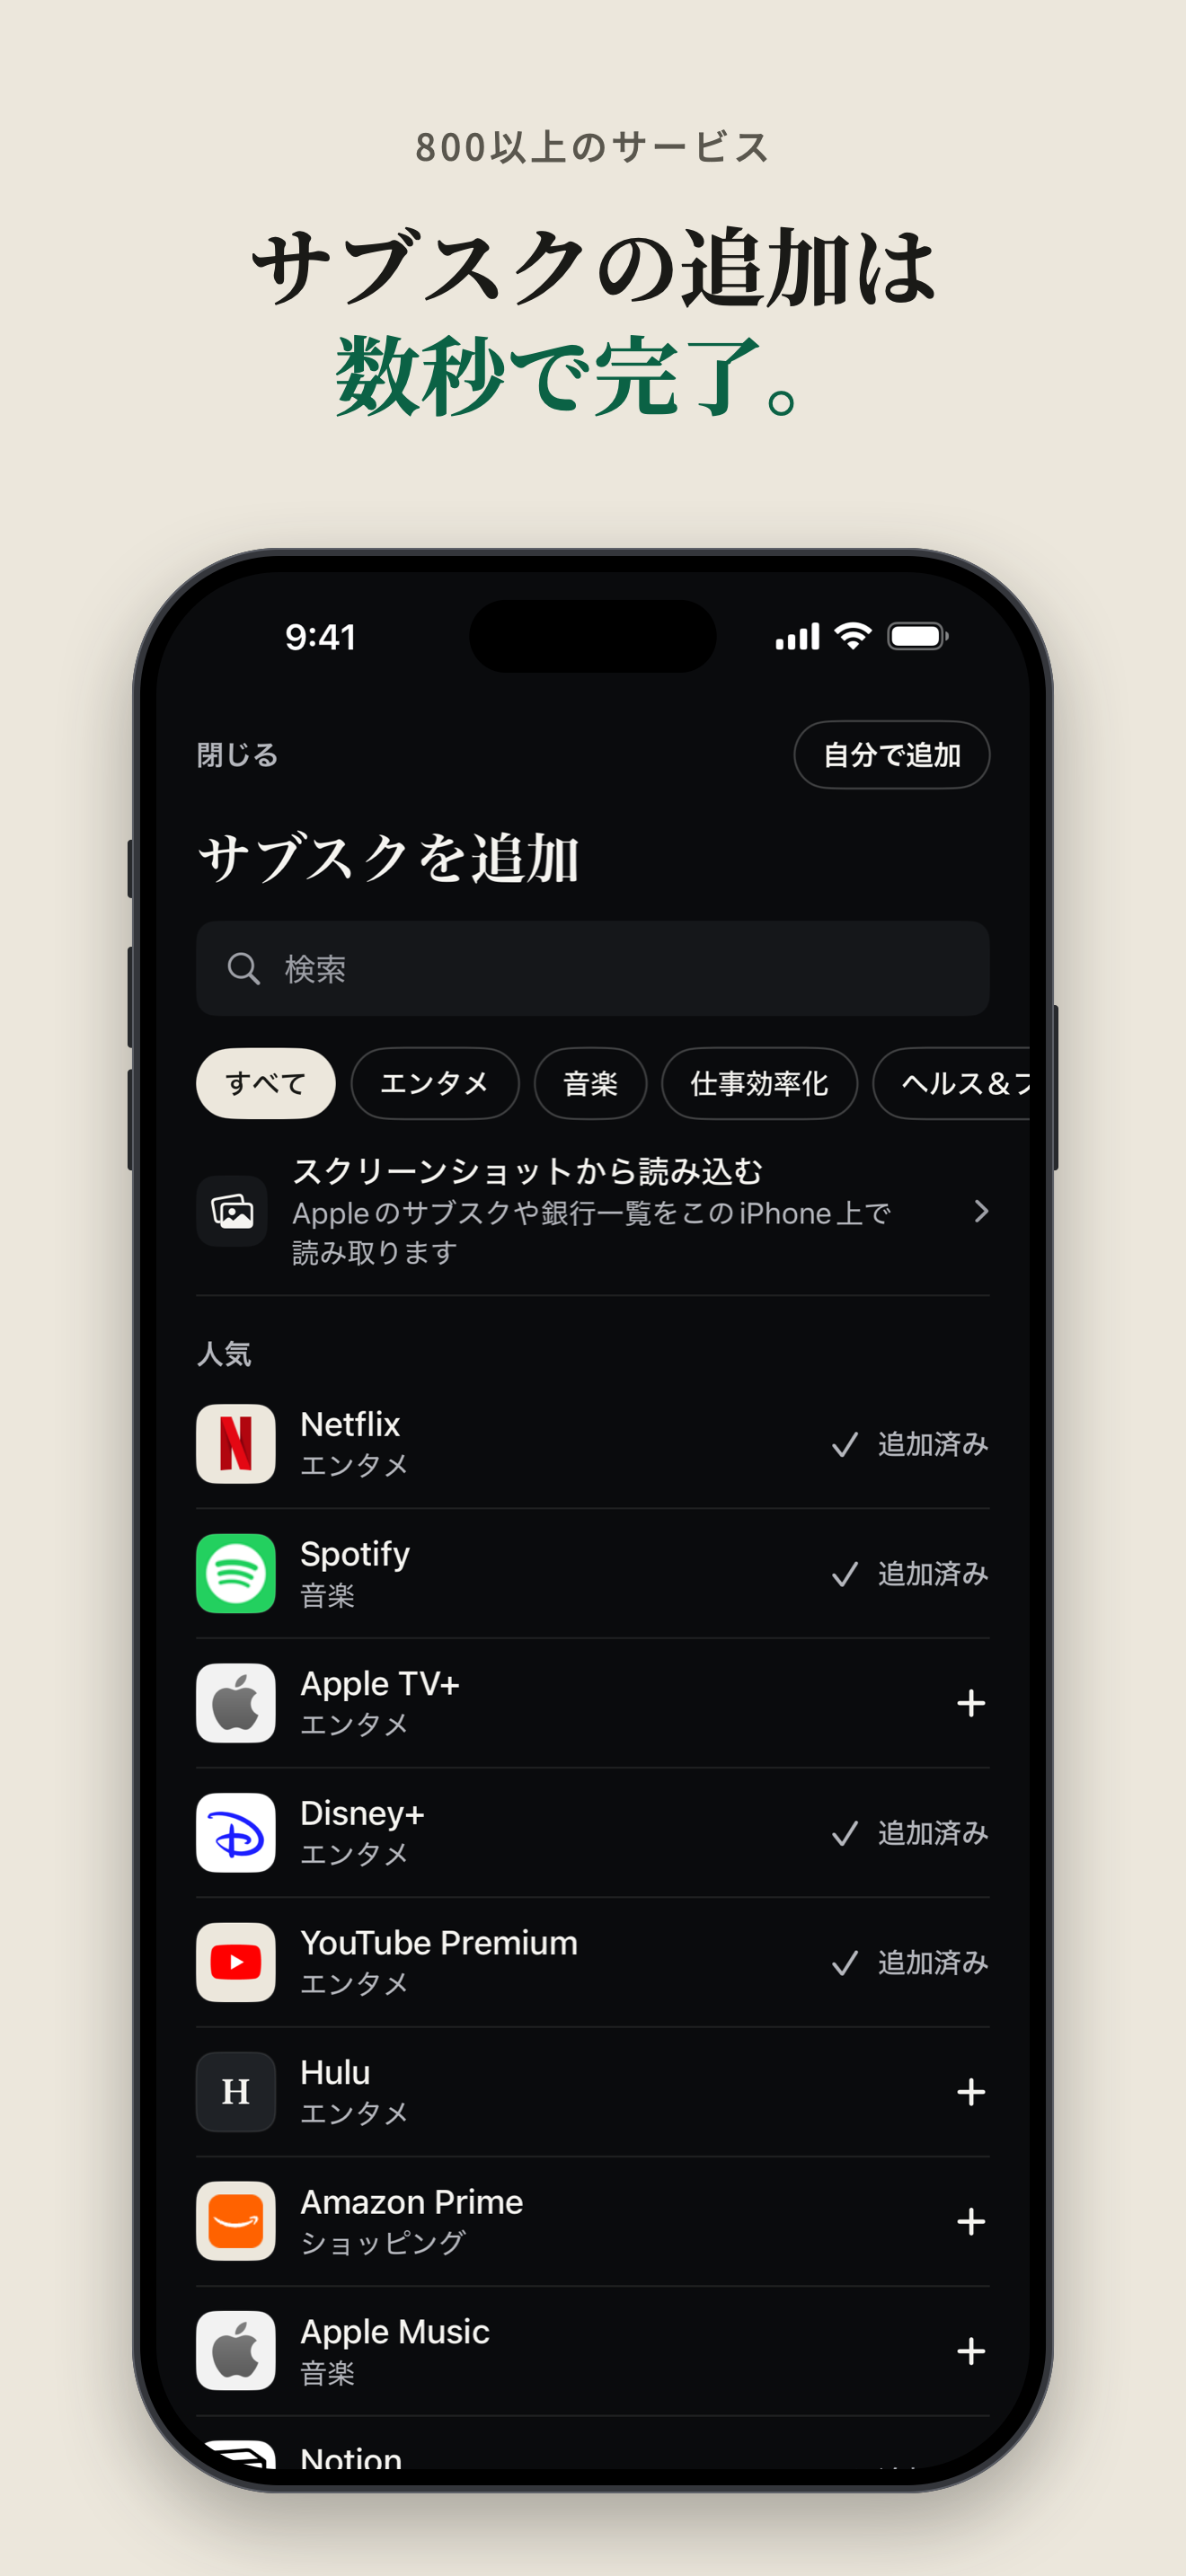 800以上のサービス
サブスクの追加は
数秒で完了。
9:41
閉じる
自分で追加
サブスクを追加
検索
すべて
エンタメ
音楽
仕事効率化
ヘルス&フ
スクリーンショットから読み込む
Appleのサブスクや銀行一覧をこのiPhone上で
読み取ります
人気
Netflix
エンタメ
追加済み
Spotify
音楽
追加済み
Apple TV+
エンタメ
Disney+
エンタメ
追加済み
YouTube Premium
エンタメ
追加済み
H
Hulu
エンタメ
Amazon Prime
ショッピング
Apple Music
音楽
Notion